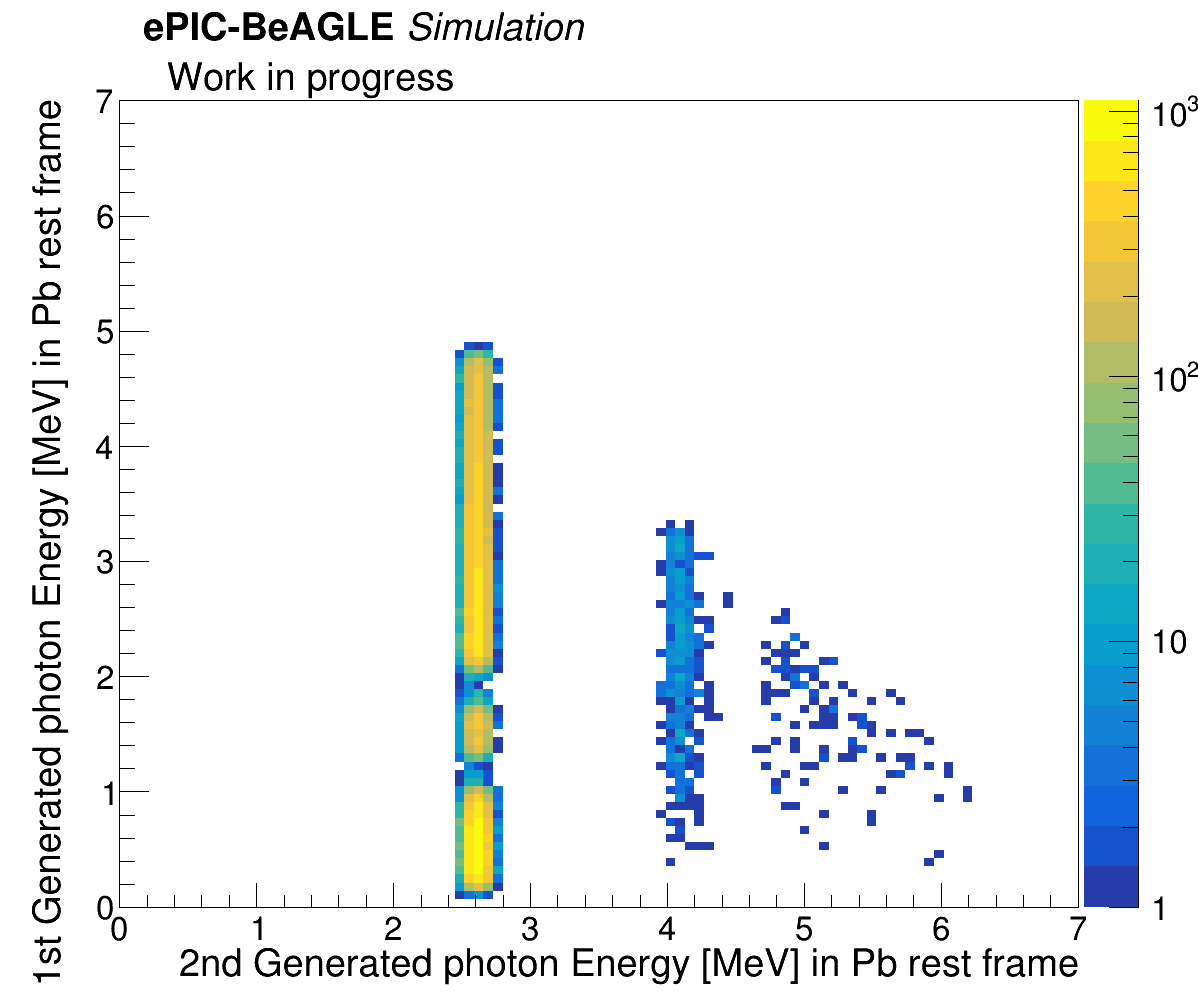 ePIC-BeAGLE Simulation
Work in progress
1st Generated photon Energy [MeV] in Pb rest frame
7
6
5
4
3
2
1
0
0 1 2 3 4 5 6 7
2nd Generated photon Energy [MeV] in Pb rest frame
10³
10²
10
1